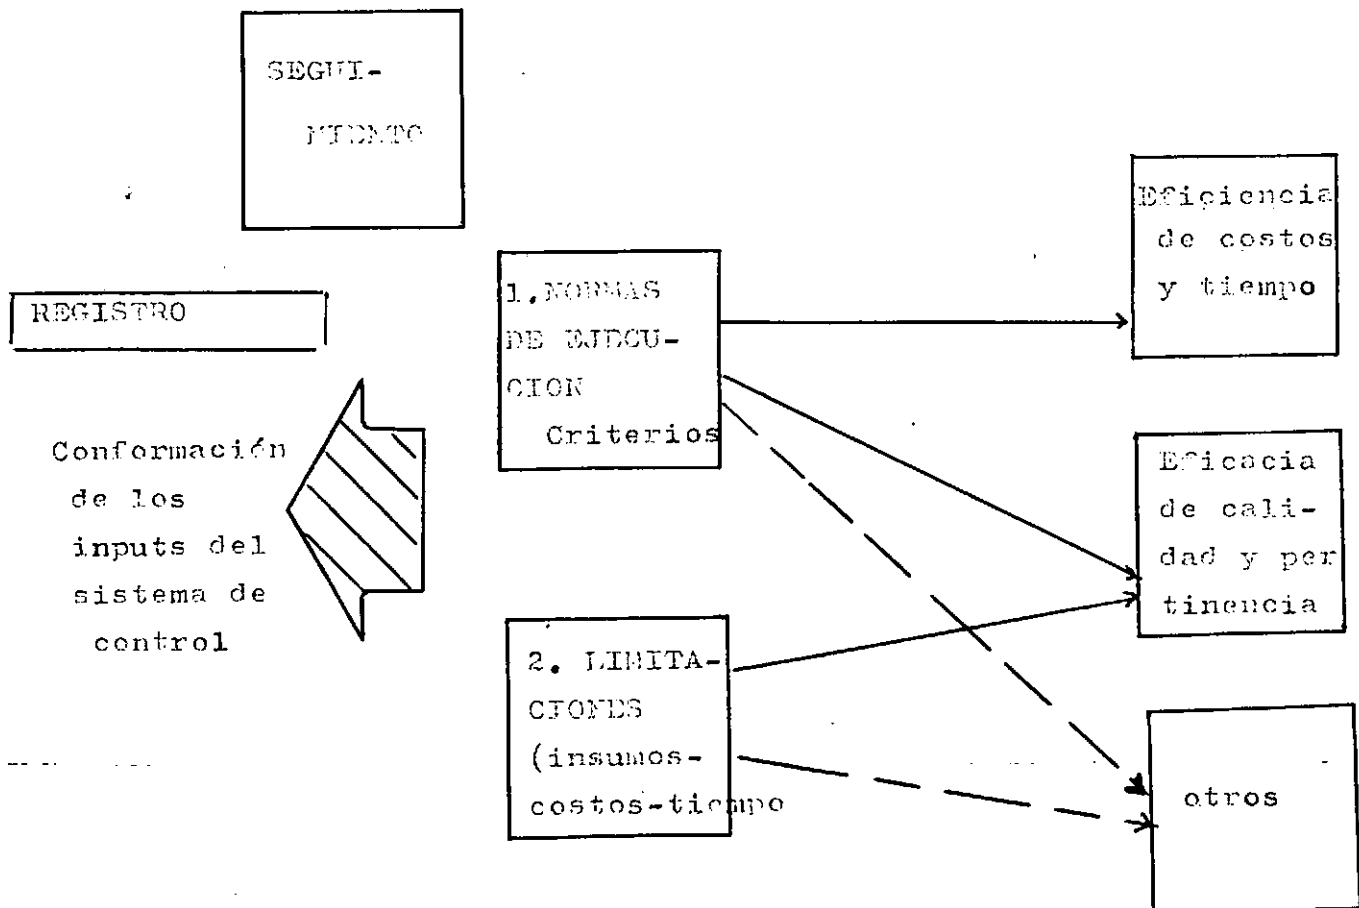 SEGUI-
MIENTO
REGISTRO
Conformación
de los
inputs del
sistema de
control
1.NORMAS
DE EJECU-
CION
Criterios
2. LIMITA-
CIONES
(insumos-
costos-tiempo
Eficiencia
de costos
y tiempo
Eficacia
de cali-
dad y per
tinencia
otros